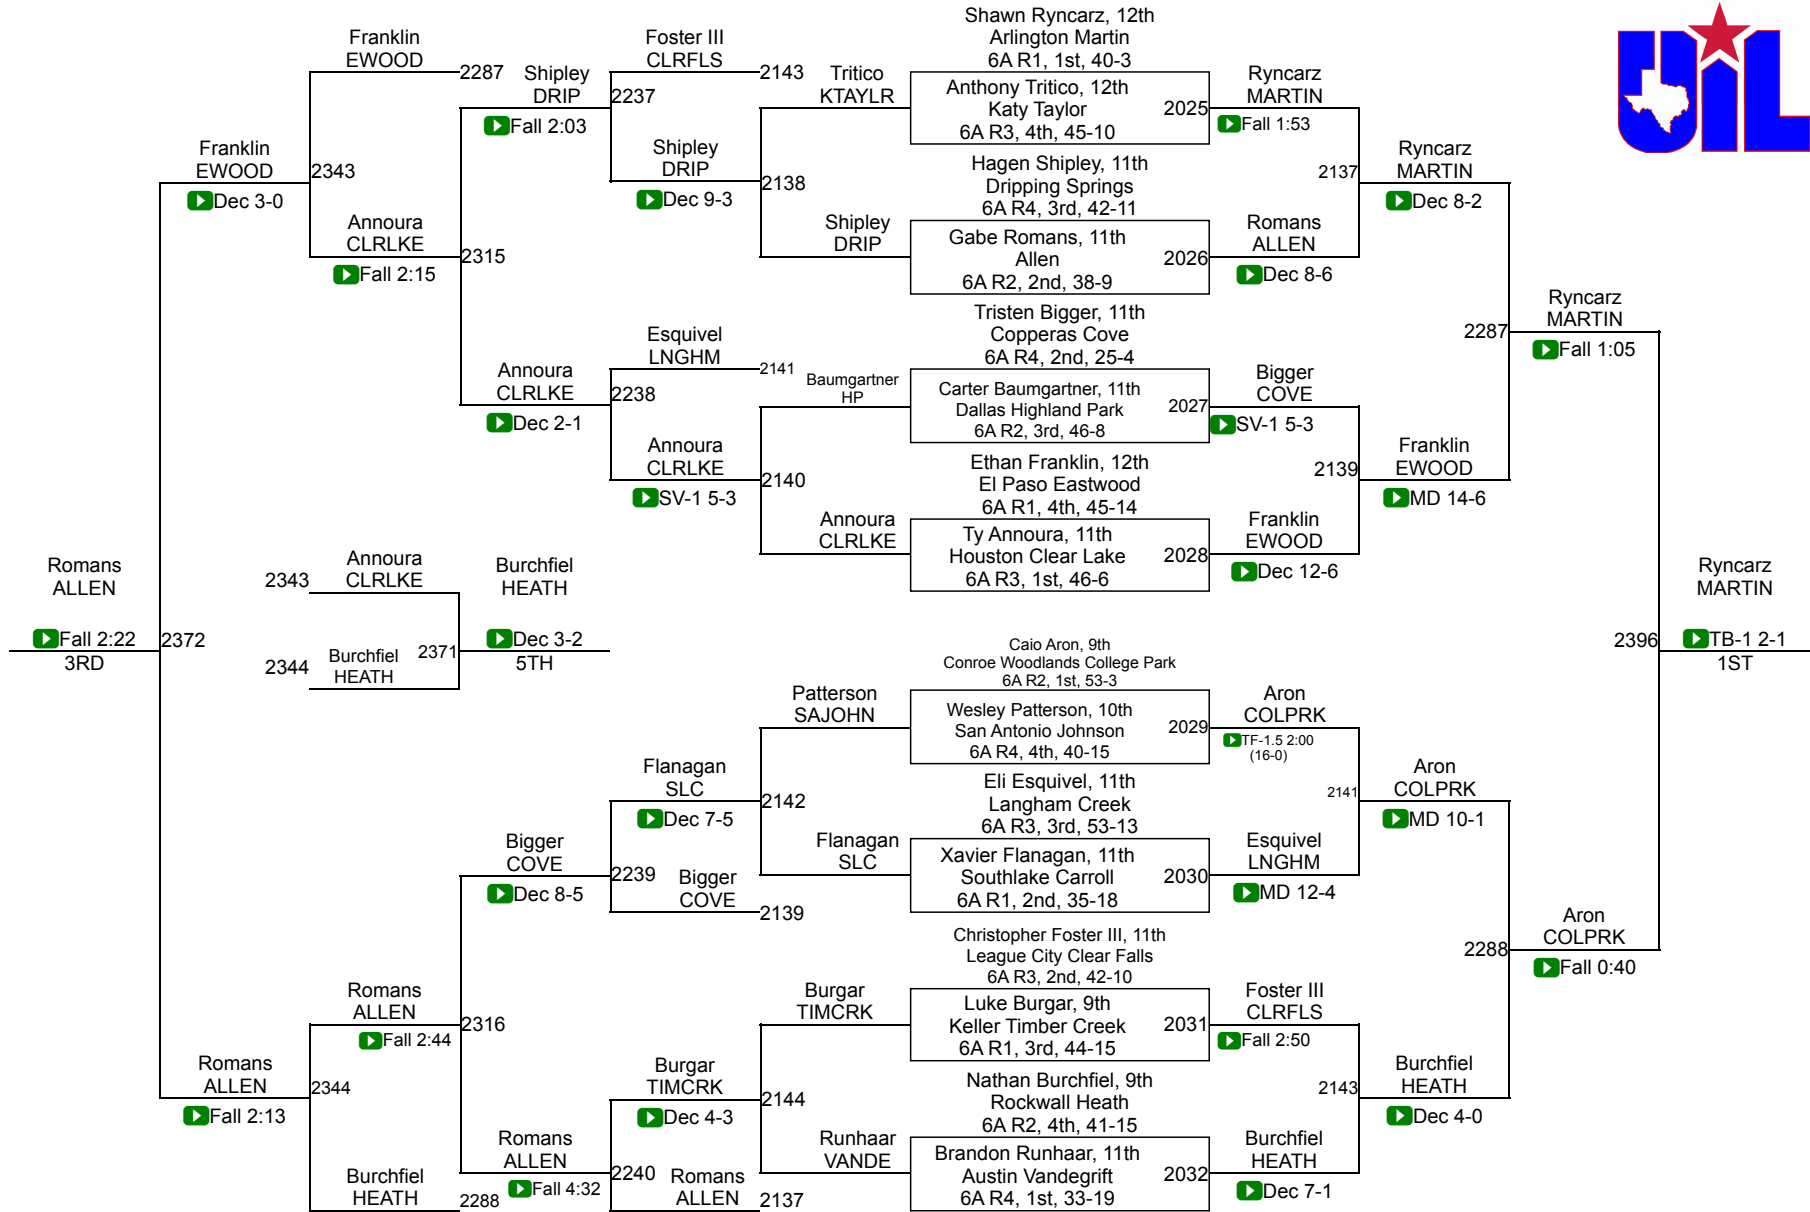 UIL
Franklin
EWOOD
2287
Shipley
DRIP
Fall 2:03
Foster III
CLRFLS
2143
2237
Shipley
DRIP
Dec 9-3
Tritico
KTAYLR
2138
Shipley
DRIP
Franklin
EWOOD
Dec 3-0
2343
Annoura
CLRLKE
Fall 2:15
2315
Annoura
CLRLKE
Dec 2-1
Esquivel
LNGHM
2141
2238
Annoura
CLRLKE
SV-1 5-3
Baumgartner
HP
2140
Annoura
CLRLKE
Shawn Ryncarz, 12th
Arlington Martin
6A R1, 1st, 40-3
Anthony Tritico, 12th
Katy Taylor
6A R3, 4th, 45-10
2025
Hagen Shipley, 11th
Dripping Springs
6A R4, 3rd, 42-11
Gabe Romans, 11th
Allen
6A R2, 2nd, 38-9
2026
Tristen Bigger, 11th
Copperas Cove
6A R4, 2nd, 25-4
Carter Baumgartner, 11th
Dallas Highland Park
6A R2, 3rd, 46-8
2027
Ethan Franklin, 12th
El Paso Eastwood
6A R1, 4th, 45-14
Ty Annoura, 11th
Houston Clear Lake
6A R3, 1st, 46-6
2028
Ryncarz
MARTIN
Fall 1:53
2137
Romans
ALLEN
Dec 8-6
Bigger
COVE
SV-1 5-3
2139
Franklin
EWOOD
Dec 12-6
Ryncarz
MARTIN
Dec 8-2
2287
Franklin
EWOOD
MD 14-6
Ryncarz
MARTIN
Fall 1:05
Romans
ALLEN
Fall 2:22
3RD
2372
2343
Annoura
CLRLKE
2344
Burchfiel
HEATH
2371
Burchfiel
HEATH
Dec 3-2
5TH
2396
Ryncarz
MARTIN
TB-1 2-1
1ST
Patterson
SAJOHN
Flanagan
SLC
Dec 7-5
2142
Flanagan
SLC
Bigger
COVE
Dec 8-5
2239
Bigger
COVE
2139
Romans
ALLEN
Fall 2:44
2316
Romans
ALLEN
Fall 2:13
2344
Burchfiel
HEATH
2288
Romans
ALLEN
Fall 4:32
2240
Burgar
TIMCRK
Dec 4-3
Romans
ALLEN
2137
Burgar
TIMCRK
2144
Runhaar
VANDE
Caio Aron, 9th
Conroe Woodlands College Park
6A R2, 1st, 53-3
Wesley Patterson, 10th
San Antonio Johnson
6A R4, 4th, 40-15
2029
Eli Esquivel, 11th
Langham Creek
6A R3, 3rd, 53-13
Xavier Flanagan, 11th
Southlake Carroll
6A R1, 2nd, 35-18
2030
Christopher Foster III, 11th
League City Clear Falls
6A R3, 2nd, 42-10
Luke Burgar, 9th
Keller Timber Creek
6A R1, 3rd, 44-15
2031
Nathan Burchfiel, 9th
Rockwall Heath
6A R2, 4th, 41-15
Brandon Runhaar, 11th
Austin Vandegrift
6A R4, 1st, 33-19
2032
Aron
COLPRK
TF-1.5 2:00
(16-0)
2141
Esquivel
LNGHM
MD 12-4
Foster III
CLRFLS
Fall 2:50
2143
Burchfiel
HEATH
Dec 7-1
Aron
COLPRK
MD 10-1
2288
Burchfiel
HEATH
Dec 4-0
Aron
COLPRK
Fall 0:40